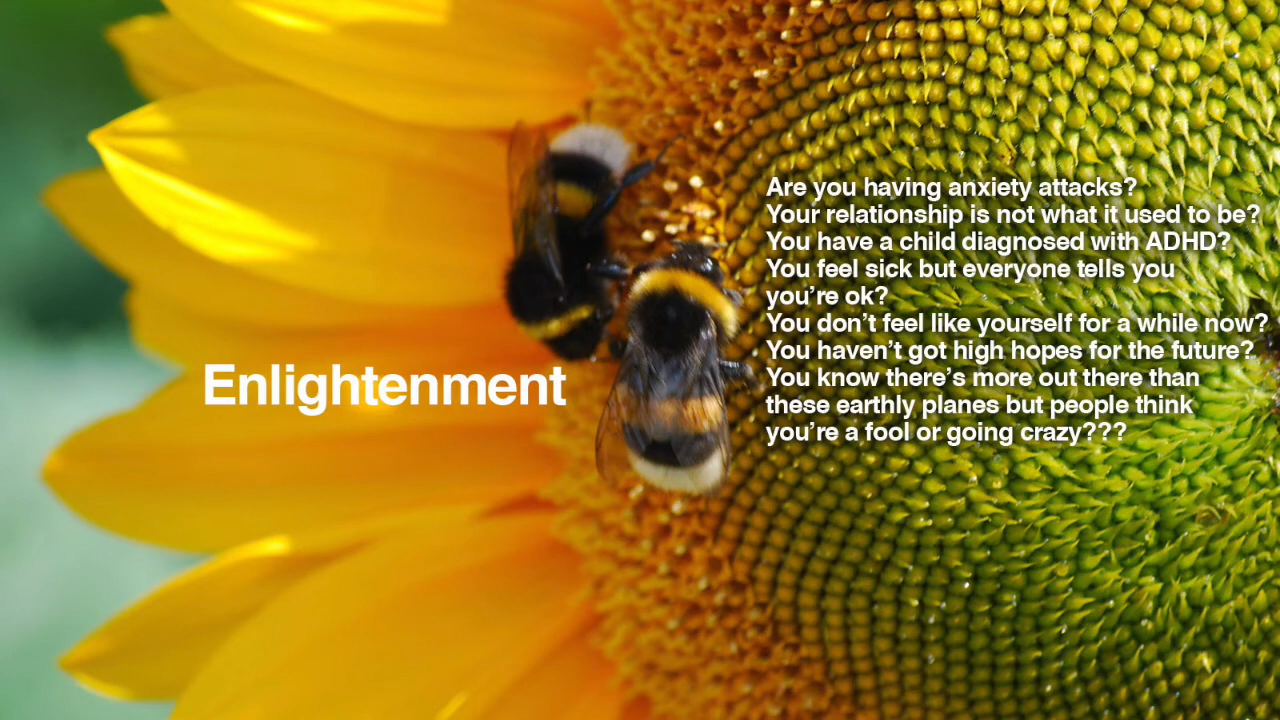 Enlightenment
Are you having anxiety attacks?
Your relationship is not what it used to be?
You have a child diagnosed with ADHD?
You feel sick but everyone tells you
you’re ok?
You don’t feel like yourself for a while now?
You haven’t got high hopes for the future?
You know there’s more out there than
these earthly planes but people think
you’re a fool or going crazy???